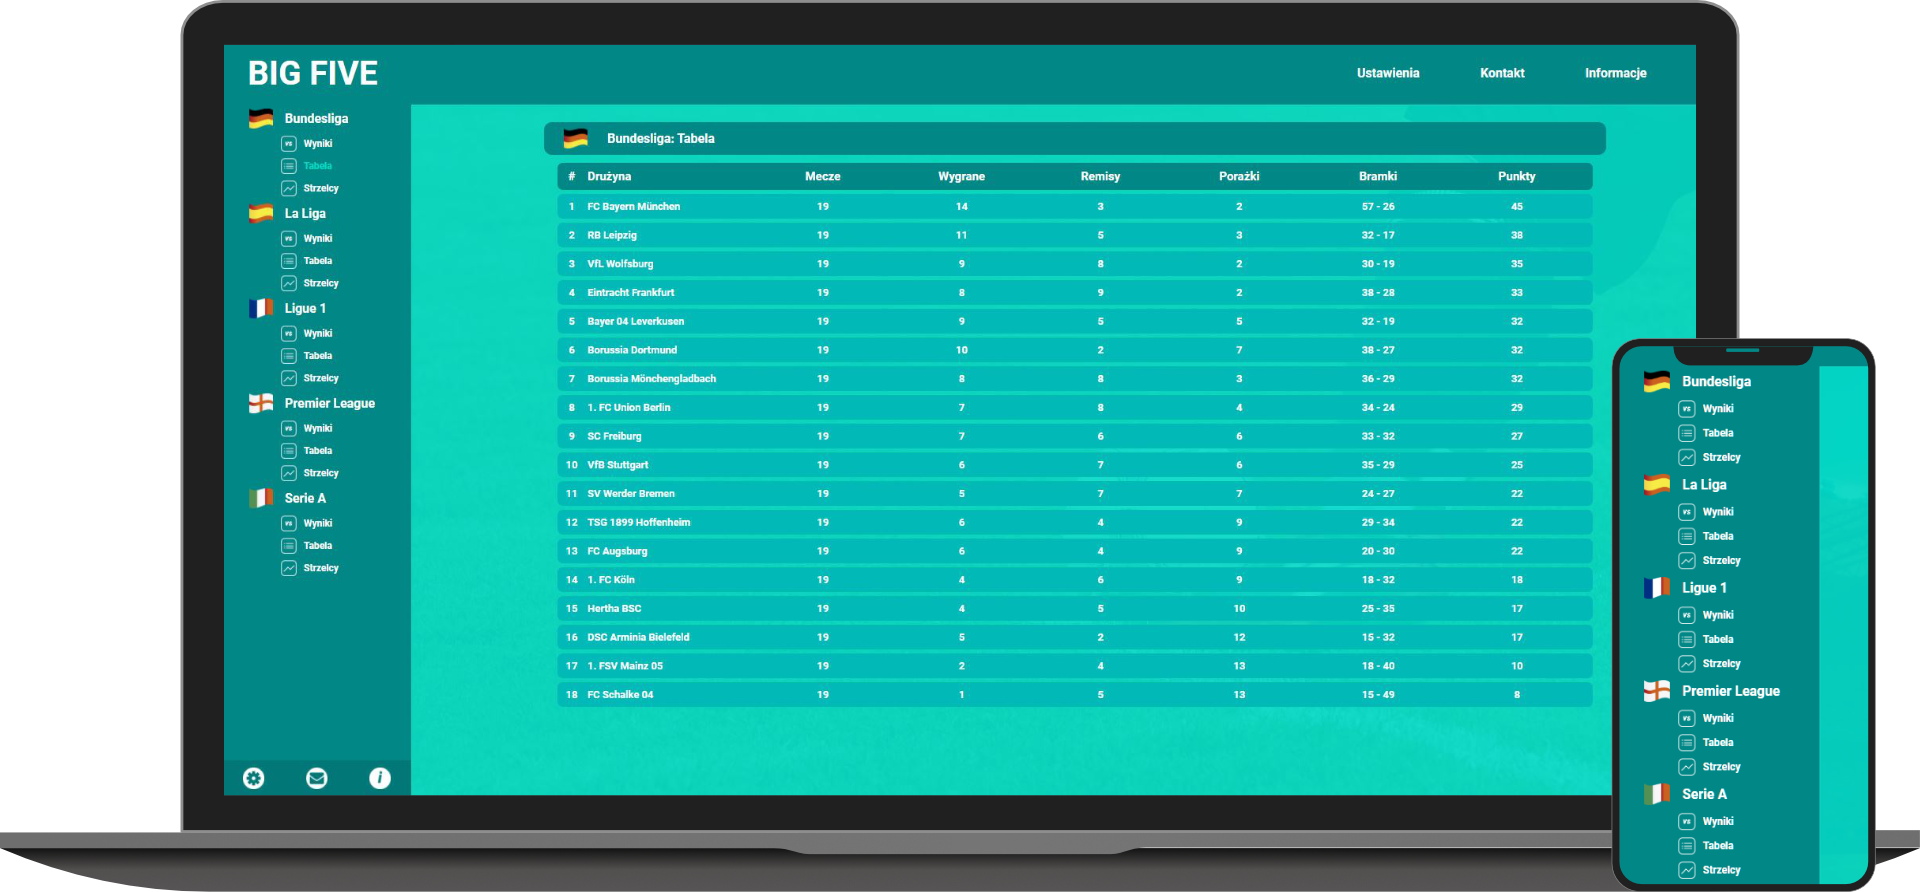 BIG FIVE
Ustawienia Kontakt Informacje
Bundesliga
vs Wyniki
Tabela
Strzelcy
La Liga
vs Wyniki
Tabela
Strzelcy
Ligue 1
vs Wyniki
Tabela
Strzelcy
Premier League
vs Wyniki
Tabela
Strzelcy
Serie A
vs Wyniki
Tabela
Strzelcy
i
Bundesliga: Tabela
# Drużyna Mecze Wygrane Remisy Porażki Bramki Punkty
1 FC Bayern München 19 14 3 2 57 - 26 45
2 RB Leipzig 19 11 5 3 32 - 17 38
3 VfL Wolfsburg 19 9 8 2 30 - 19 35
4 Eintracht Frankfurt 19 8 9 2 38 - 28 33
5 Bayer 04 Leverkusen 19 9 5 5 32 - 19 32
6 Borussia Dortmund 19 10 2 7 38 - 27 32
7 Borussia Mönchengladbach 19 8 8 3 36 - 29 32
8 1. FC Union Berlin 19 7 8 4 34 - 24 29
9 SC Freiburg 19 7 6 6 33 - 32 27
10 VfB Stuttgart 19 6 7 6 35 - 29 25
11 SV Werder Bremen 19 5 7 7 24 - 27 22
12 TSG 1899 Hoffenheim 19 6 4 9 29 - 34 22
13 FC Augsburg 19 6 4 9 20 - 30 22
14 1. FC Köln 19 4 6 9 18 - 32 18
15 Hertha BSC 19 4 5 10 25 - 35 17
16 DSC Arminia Bielefeld 19 5 2 12 15 - 32 17
17 1. FSV Mainz 05 19 2 4 13 18 - 40 10
18 FC Schalke 04 19 1 5 13 15 - 49 8
Bundesliga
vs Wyniki
Tabela
Strzelcy
La Liga
vs Wyniki
Tabela
Strzelcy
Ligue 1
vs Wyniki
Tabela
Strzelcy
Premier League
vs Wyniki
Tabela
Strzelcy
Serie A
vs Wyniki
Tabela
Strzelcy